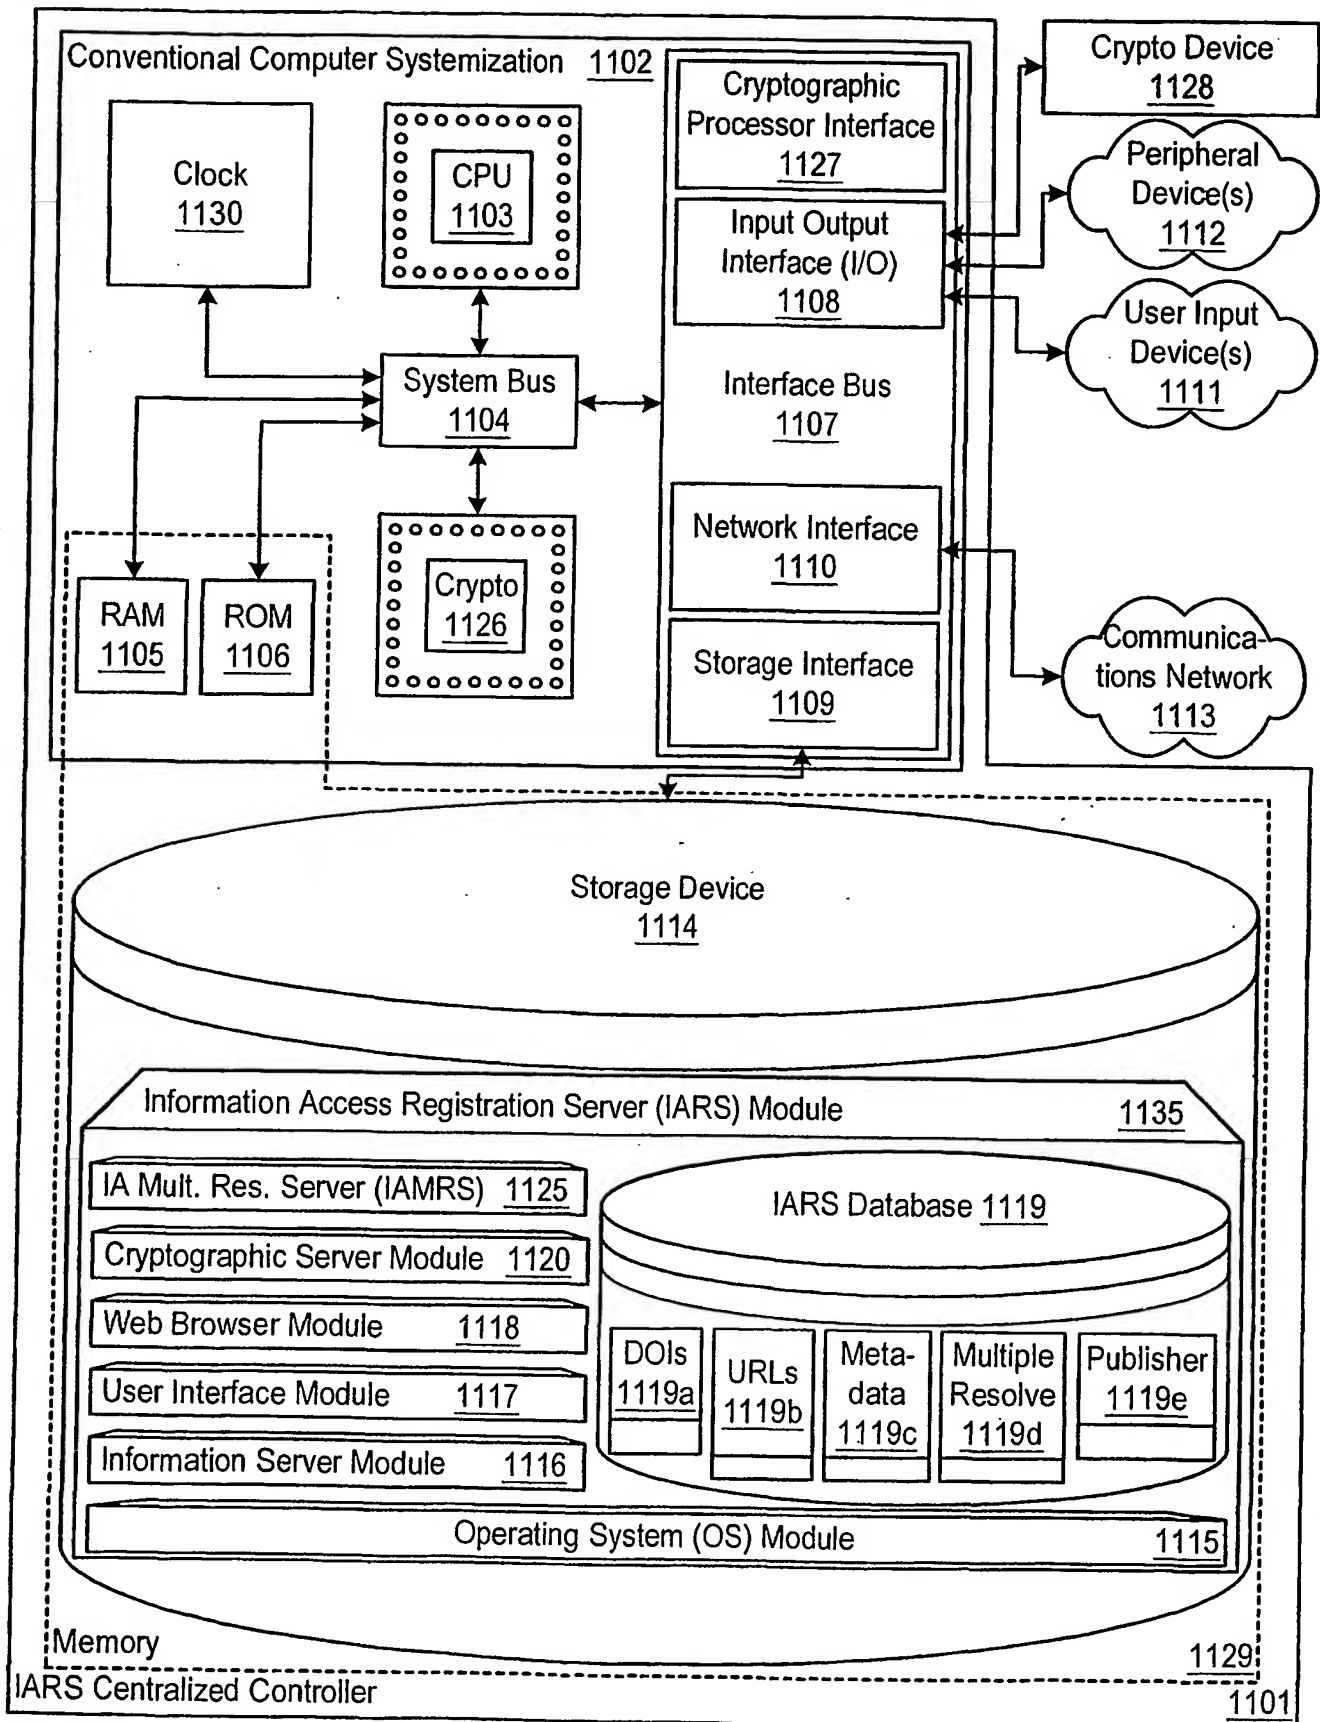 Conventional Computer Systemization 1102
Clock
1130
CPU
1103
System Bus
1104
RAM
1105
ROM
1106
Crypto
1126
Cryptographic
Processor Interface
1127
Input Output
Interface (I/O)
1108
Interface Bus
1107
Network Interface
1110
Storage Interface
1109
Crypto Device
1128
Peripheral
Device(s)
1112
User Input
Device(s)
1111
Communica-
tions Network
1113
Storage Device
1114
Information Access Registration Server (IARS) Module 1135
IA Mult. Res. Server (IAMRS) 1125
Cryptographic Server Module 1120
Web Browser Module 1118
User Interface Module 1117
Information Server Module 1116
IARS Database 1119
DOIs
1119a
URLs
1119b
Meta-
data
1119c
Multiple
Resolve
1119d
Publisher
1119e
Operating System (OS) Module 1115
Memory 1129
IARS Centralized Controller 1101